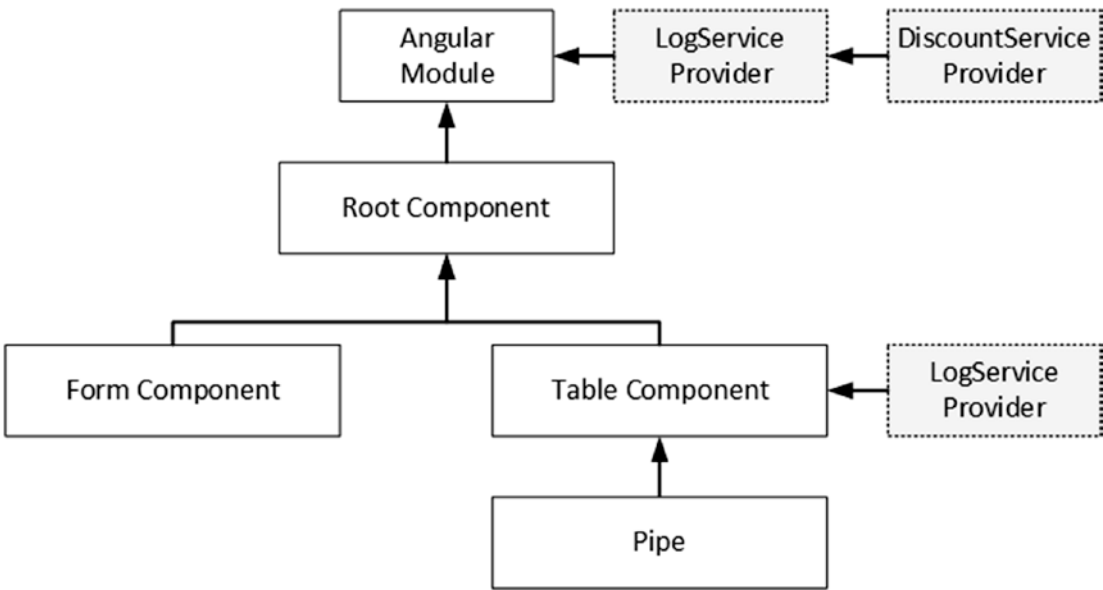 Angular
Module
LogService
Provider
DiscountService
Provider
Root Component
Form Component
Table Component
LogService
Provider
Pipe